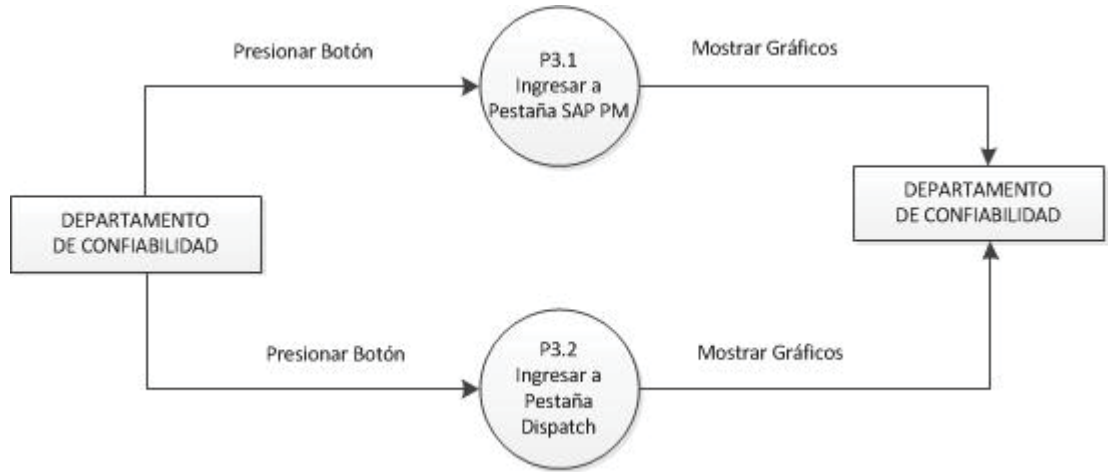 Presionar Botón
P3.1
Ingresar a
Pestaña SAP PM
Mostrar Gráficos
DEPARTAMENTO
DE CONFIABILIDAD
DEPARTAMENTO
DE CONFIABILIDAD
Presionar Botón
P3.2
Ingresar a
Pestaña
Dispatch
Mostrar Gráficos